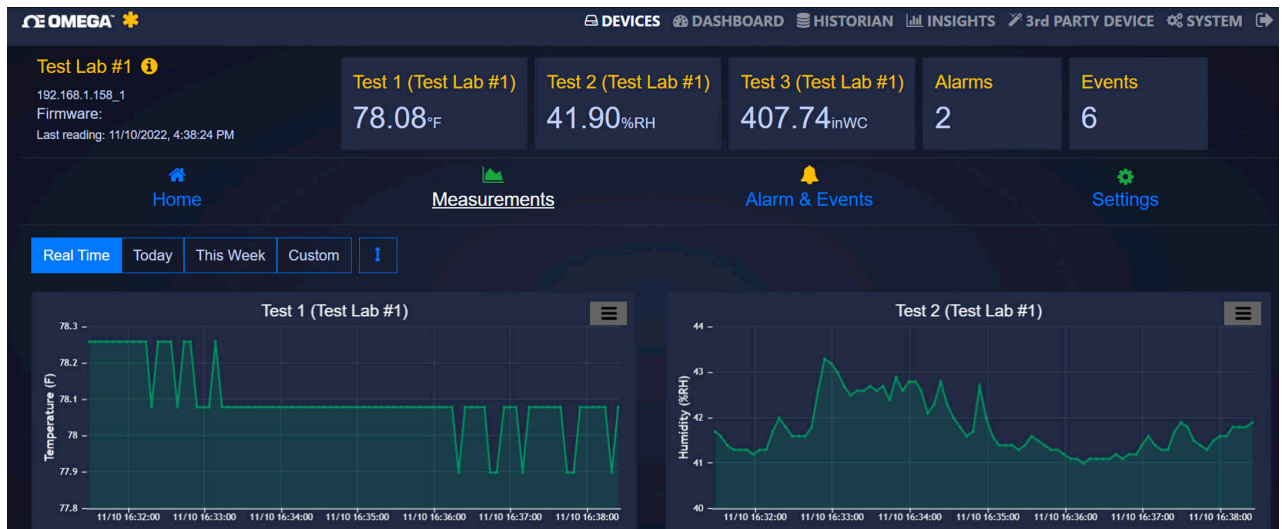 OMEGA™
DEVICES DASHBOARD HISTORIAN INSIGHTS 3rd PARTY DEVICE SYSTEM
Test Lab #1
192.168.1.158_1
Firmware:
Last reading: 11/10/2022, 4:38:24 PM
Test 1 (Test Lab #1)
78.08°F
Test 2 (Test Lab #1)
41.90%RH
Test 3 (Test Lab #1)
407.74inWC
Alarms
2
Events
6
Home Measurements Alarm & Events Settings
Real Time Today This Week Custom
Test 1 (Test Lab #1)
Temperature (F)
78.3
78.2
78.1
78
77.9
77.8
11/10 16:32:00 11/10 16:33:00 11/10 16:34:00 11/10 16:35:00 11/10 16:36:00 11/10 16:37:00 11/10 16:38:00
Test 2 (Test Lab #1)
Humidity (%RH)
44
43
42
41
40
11/10 16:32:00 11/10 16:33:00 11/10 16:34:00 11/10 16:35:00 11/10 16:36:00 11/10 16:37:00 11/10 16:38:00